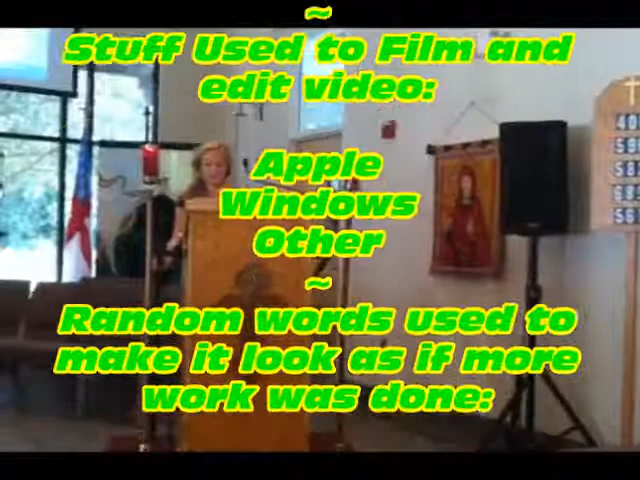 ~
Stuff Used to Film and
edit video:
Apple
Windows
Other
~
Random words used to
make it look as if more
work was done: